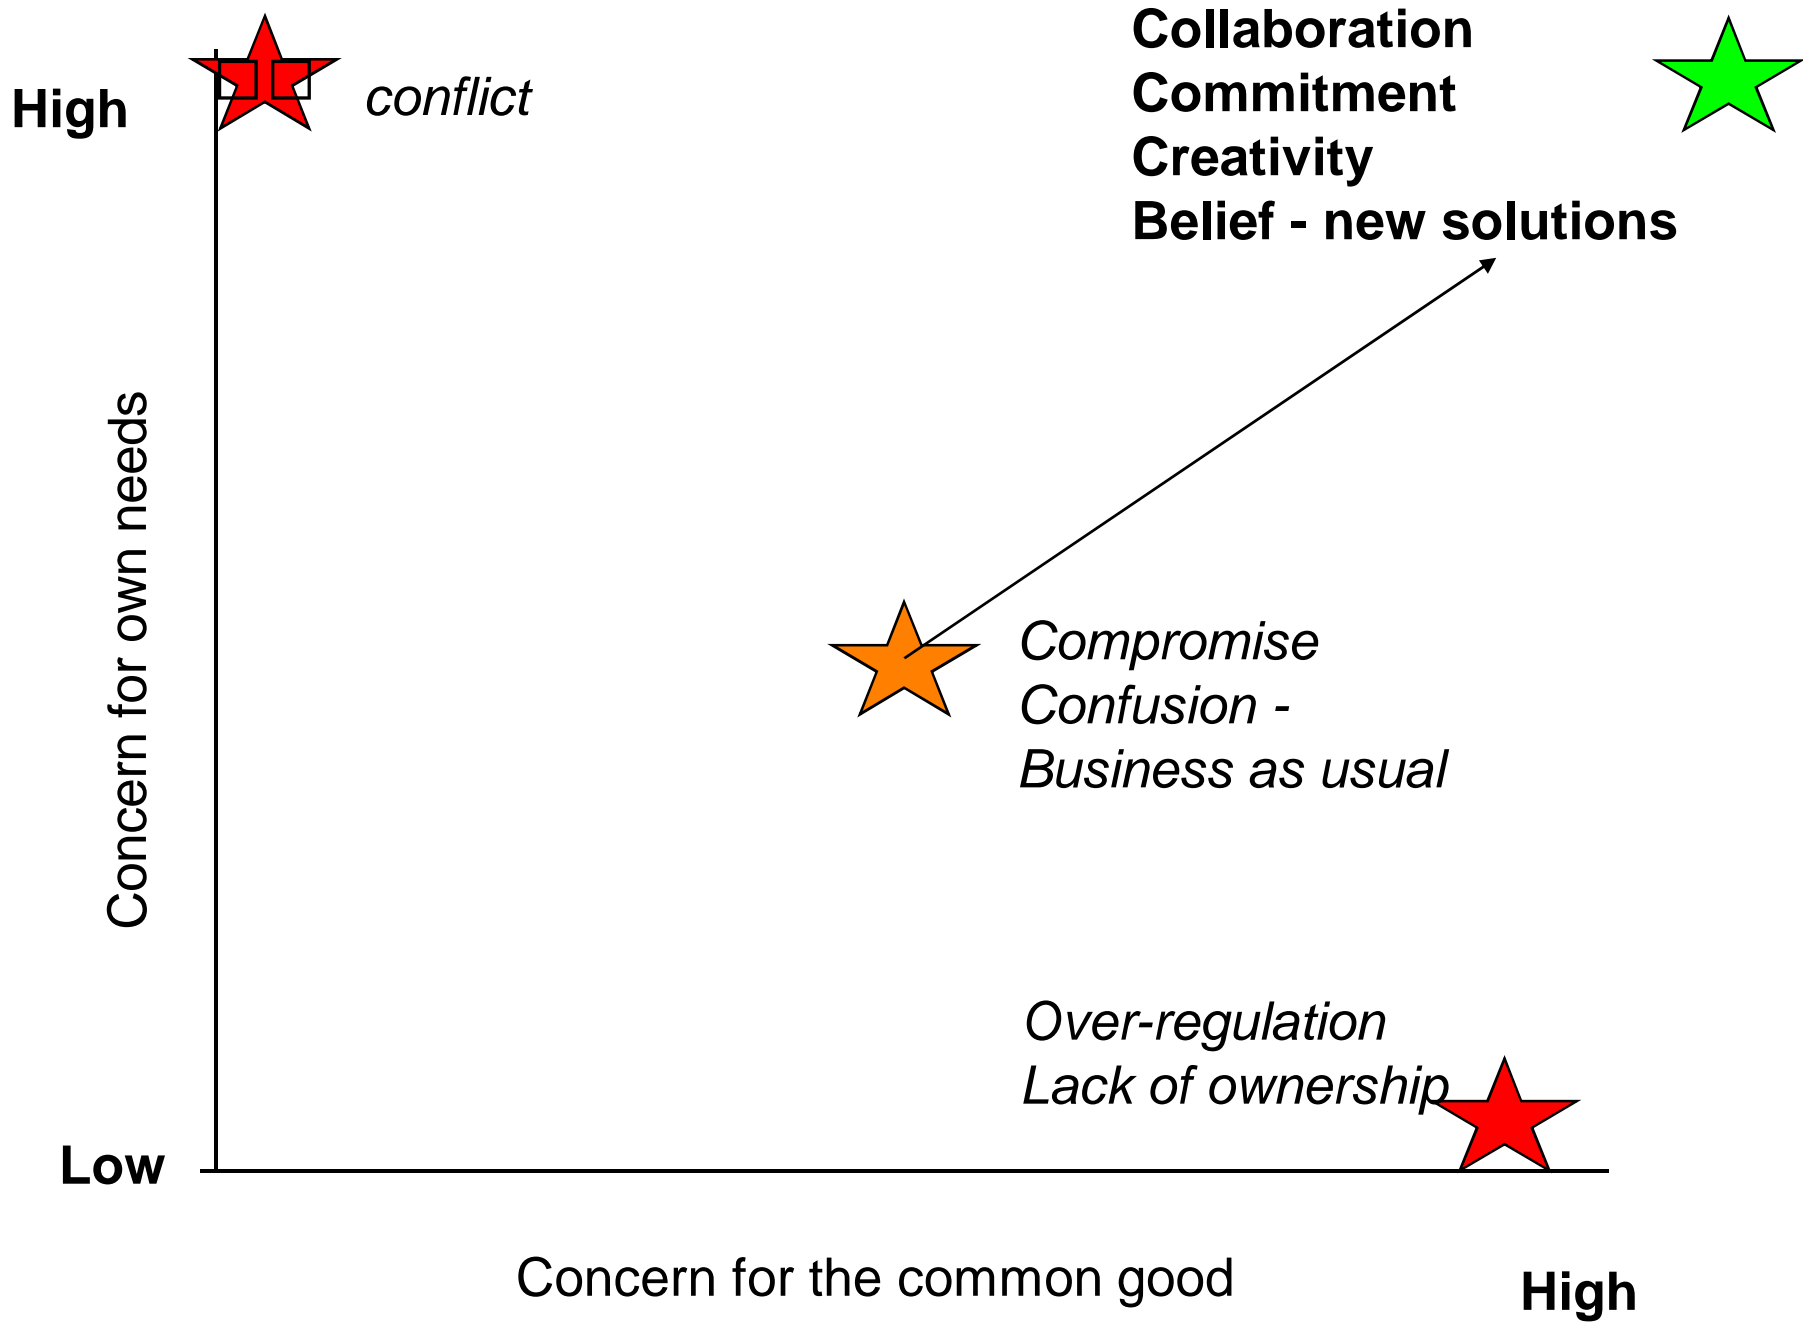 Collaboration
Commitment
Creativity
Belief - new solutions
High
conflict
Concern for own needs
Compromise
Confusion -
Business as usual
Over-regulation
Lack of ownership
Low
Concern for the common good
High